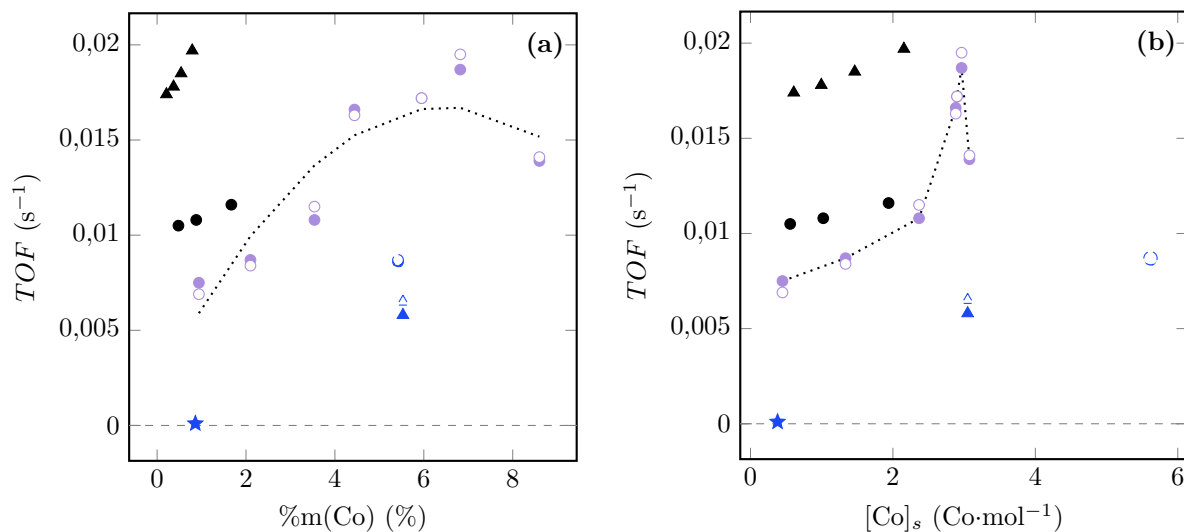 (a)
0,02
0,015
0,01
0,005
0
TOF (s⁻¹)
0 2 4 6 8
%m(Co) (%)
(b)
0,02
0,015
0,01
0,005
0
TOF (s⁻¹)
0 2 4 6
[Co]ₛ (Co·mol⁻¹)